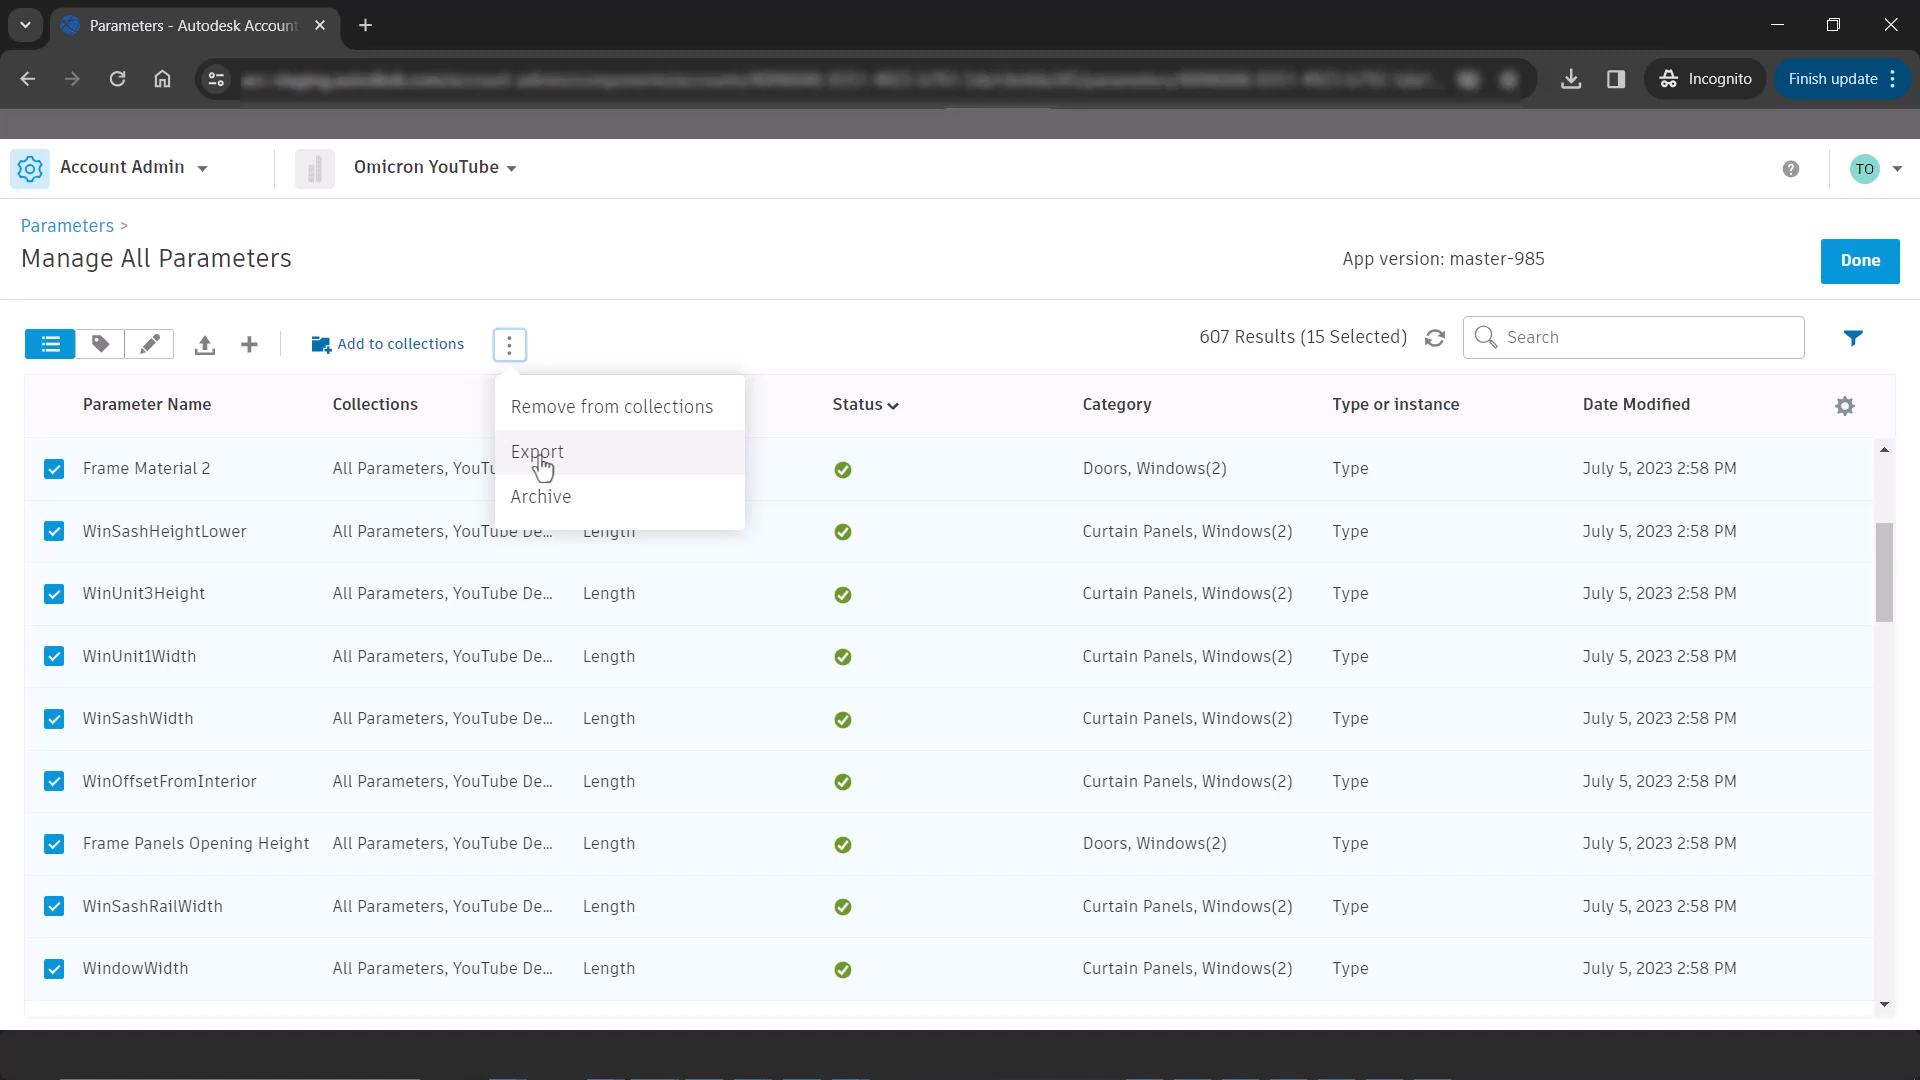 Parameters - Autodesk Account
Incognito
Finish update
Account Admin
Omicron YouTube
TO
Parameters >
Manage All Parameters
App version: master-985
Done
Add to collections
607 Results (15 Selected)
Search
Parameter Name Collections Status Category Type or instance Date Modified
Remove from collections
Export
Archive
Frame Material 2 All Parameters, YouTu Doors, Windows(2) Type July 5, 2023 2:58 PM
WinSashHeightLower All Parameters, YouTube De... Length Curtain Panels, Windows(2) Type July 5, 2023 2:58 PM
WinUnit3Height All Parameters, YouTube De... Length Curtain Panels, Windows(2) Type July 5, 2023 2:58 PM
WinUnit1Width All Parameters, YouTube De... Length Curtain Panels, Windows(2) Type July 5, 2023 2:58 PM
WinSashWidth All Parameters, YouTube De... Length Curtain Panels, Windows(2) Type July 5, 2023 2:58 PM
WinOffsetFromInterior All Parameters, YouTube De... Length Curtain Panels, Windows(2) Type July 5, 2023 2:58 PM
Frame Panels Opening Height All Parameters, YouTube De... Length Doors, Windows(2) Type July 5, 2023 2:58 PM
WinSashRailWidth All Parameters, YouTube De... Length Curtain Panels, Windows(2) Type July 5, 2023 2:58 PM
WindowWidth All Parameters, YouTube De... Length Curtain Panels, Windows(2) Type July 5, 2023 2:58 PM